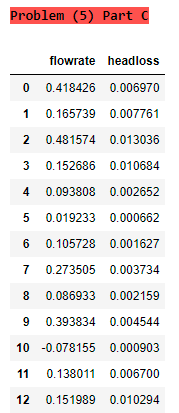 Problem (5) Part C
flowrate headloss
0 0.418426 0.006970
1 0.165739 0.007761
2 0.481574 0.013036
3 0.152686 0.010684
4 0.093808 0.002652
5 0.019233 0.000662
6 0.105728 0.001627
7 0.273505 0.003734
8 0.086933 0.002159
9 0.393834 0.004544
10 -0.078155 0.000903
11 0.138011 0.006700
12 0.151989 0.010294